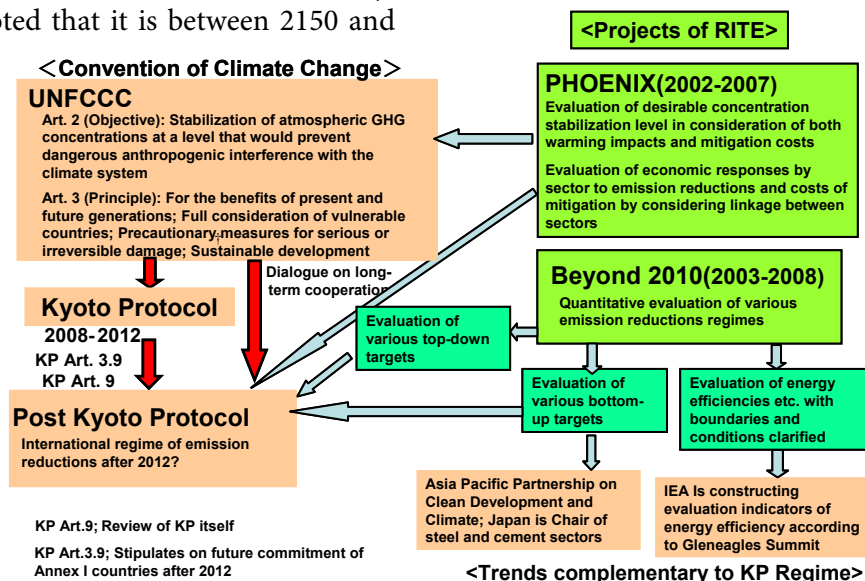 oted that it is between 2150 and
<Projects of RITE>
＜Convention of Climate Change＞
UNFCCC
Art. 2 (Objective): Stabilization of atmospheric GHG
concentrations at a level that would prevent
dangerous anthropogenic interference with the
climate system
Art. 3 (Principle): For the benefits of present and
future generations; Full consideration of vulnerable
countries; Precautionary measures for serious or
irreversible damage; Sustainable development
PHOENIX(2002-2007)
Evaluation of desirable concentration
stabilization level in consideration of both
warming impacts and mitigation costs
Evaluation of economic responses by
sector to emission reductions and costs of
mitigation by considering linkage between
sectors
Dialogue on long-
term cooperation
Kyoto Protocol
2008-2012
KP Art. 3.9
KP Art. 9
Beyond 2010(2003-2008)
Quantitative evaluation of various
emission reductions regimes
Evaluation of
various top-down
targets
Evaluation of
various bottom-
up targets
Evaluation of energy
efficiencies etc. with
boundaries and
conditions clarified
Post Kyoto Protocol
International regime of emission
reductions after 2012?
Asia Pacific Partnership on
Clean Development and
Climate; Japan is Chair of
steel and cement sectors
IEA Is constructing
evaluation indicators of
energy efficiency according
to Gleneagles Summit
KP Art.9; Review of KP itself
KP Art.3.9; Stipulates on future commitment of
Annex I countries after 2012
<Trends complementary to KP Regime>